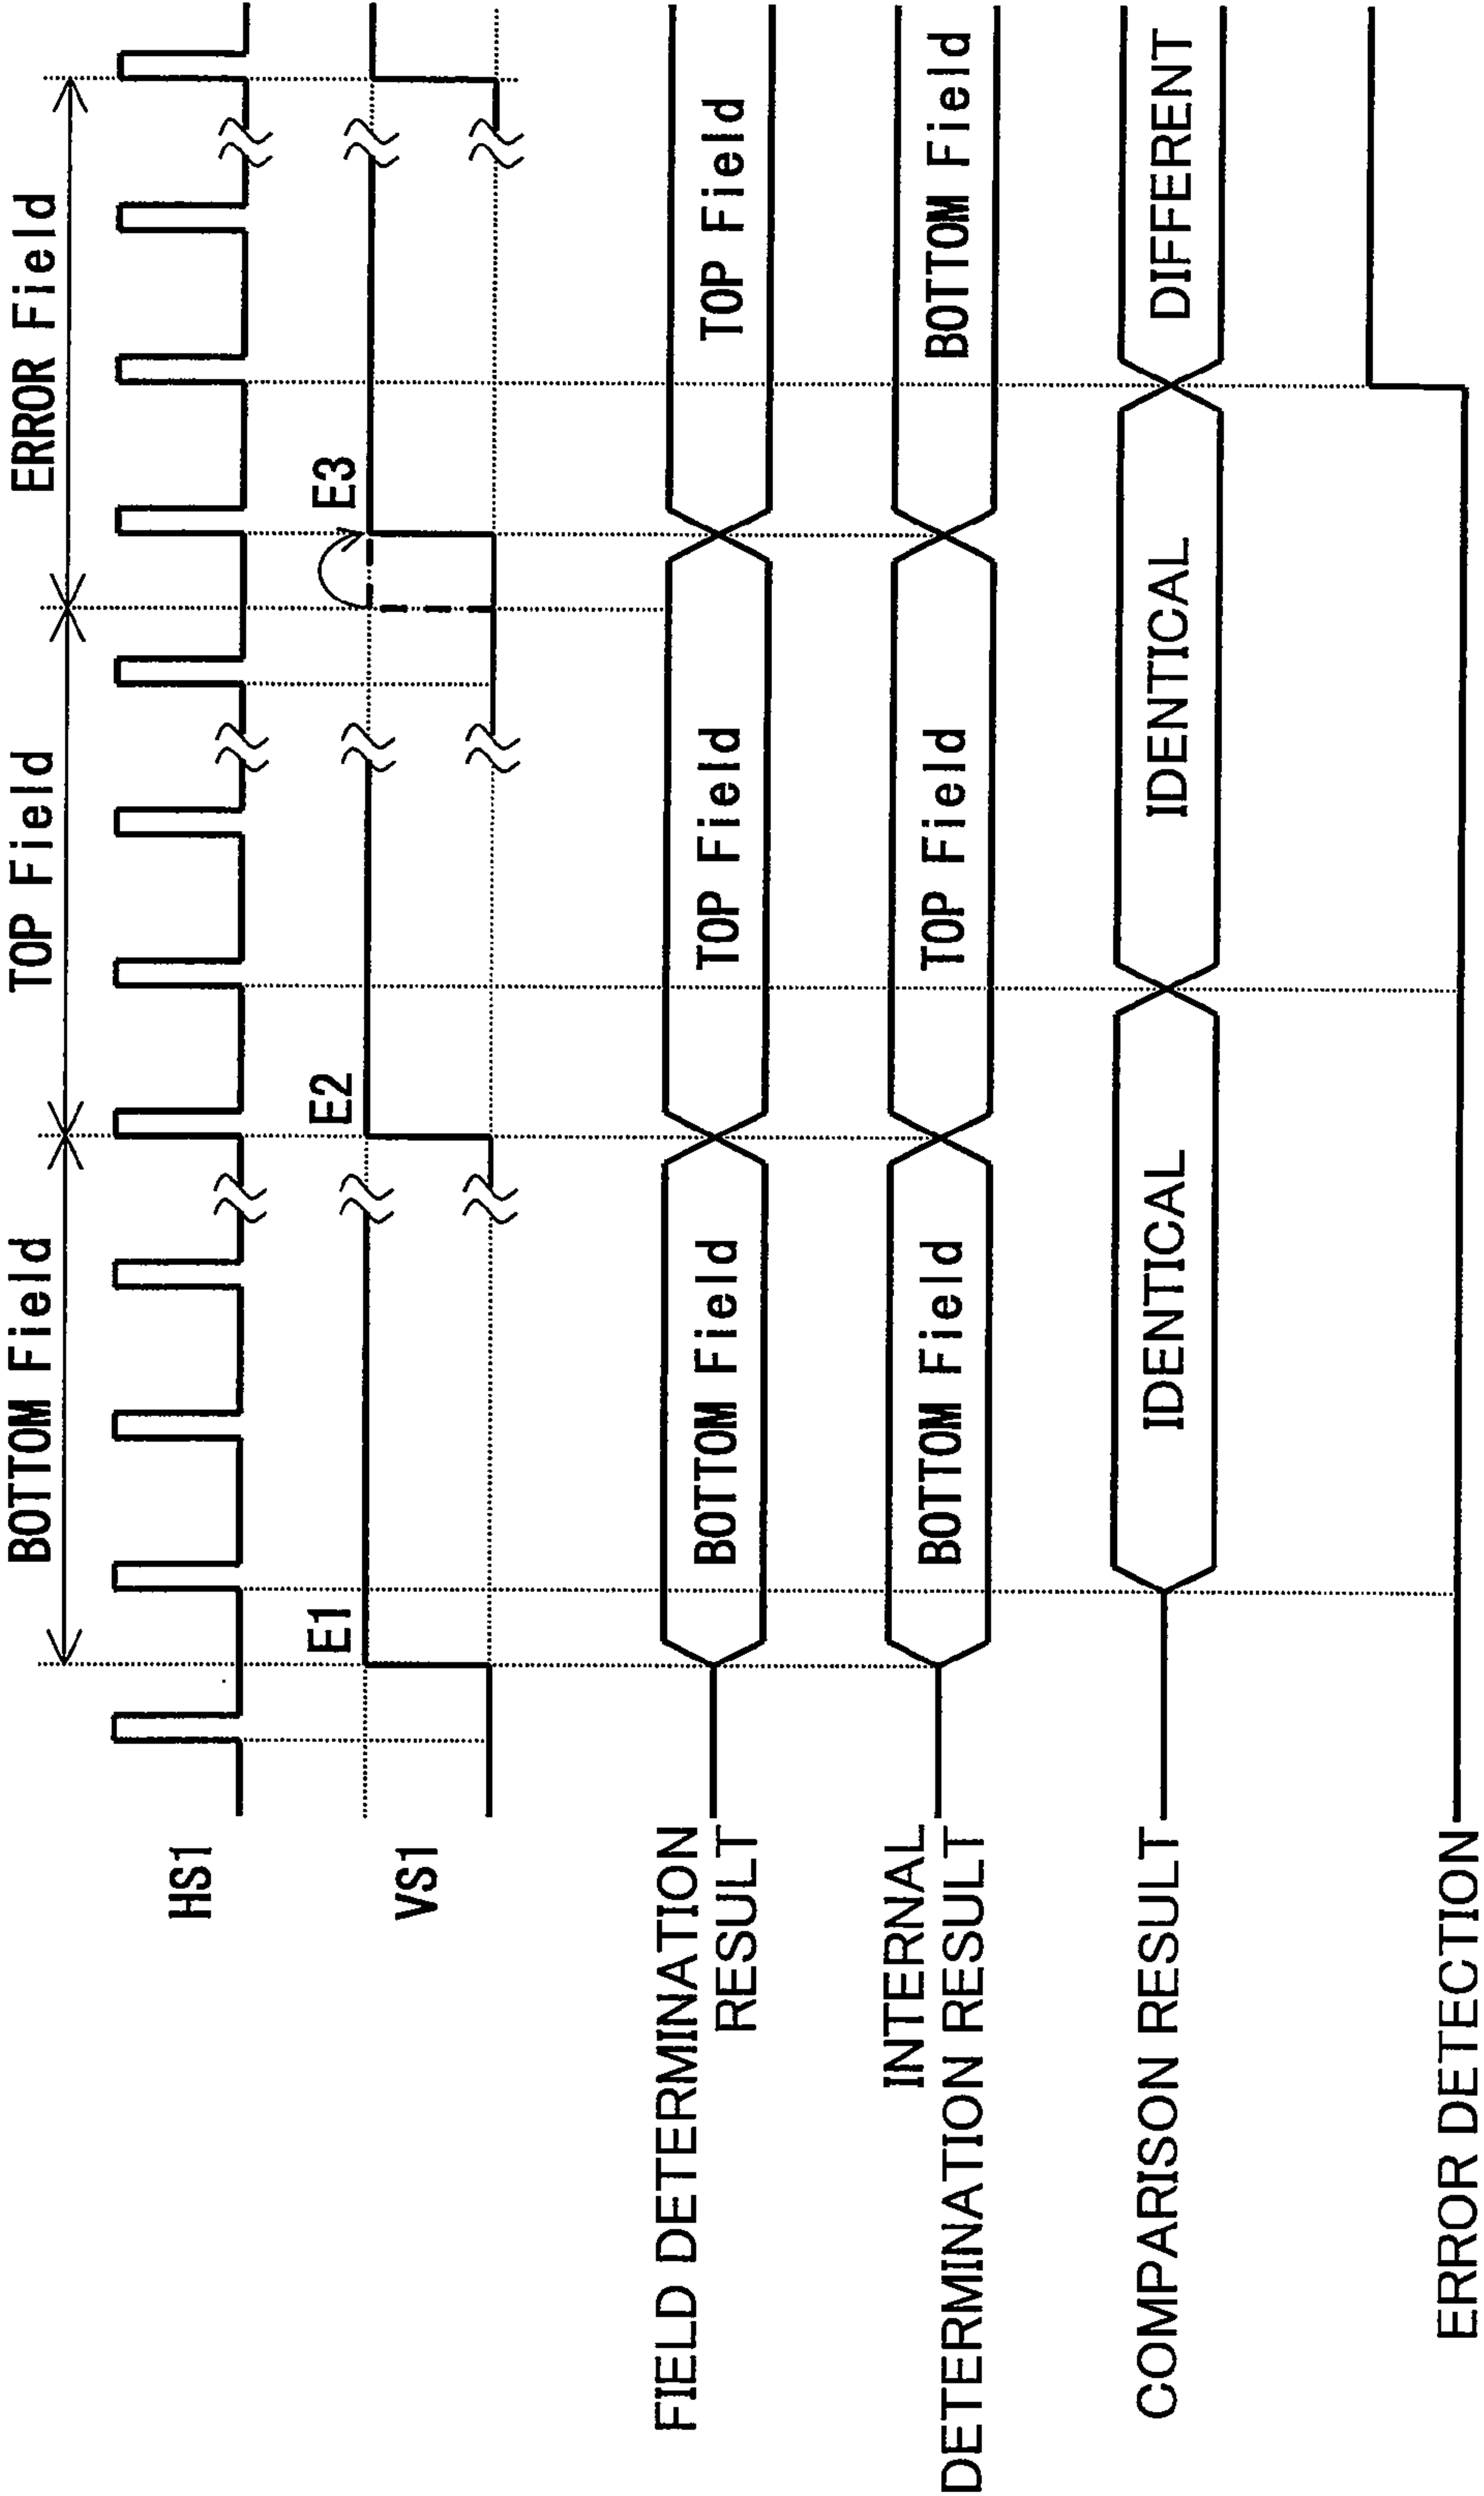 BOTTOM Field
TOP Field
ERROR Field
HS1
E1
E2
E3
VS1
FIELD DETERMINATION
RESULT
BOTTOM Field
TOP Field
TOP Field
INTERNAL
DETERMINATION RESULT
BOTTOM Field
TOP Field
BOTTOM Field
COMPARISON RESULT
IDENTICAL
IDENTICAL
DIFFERENT
ERROR DETECTION